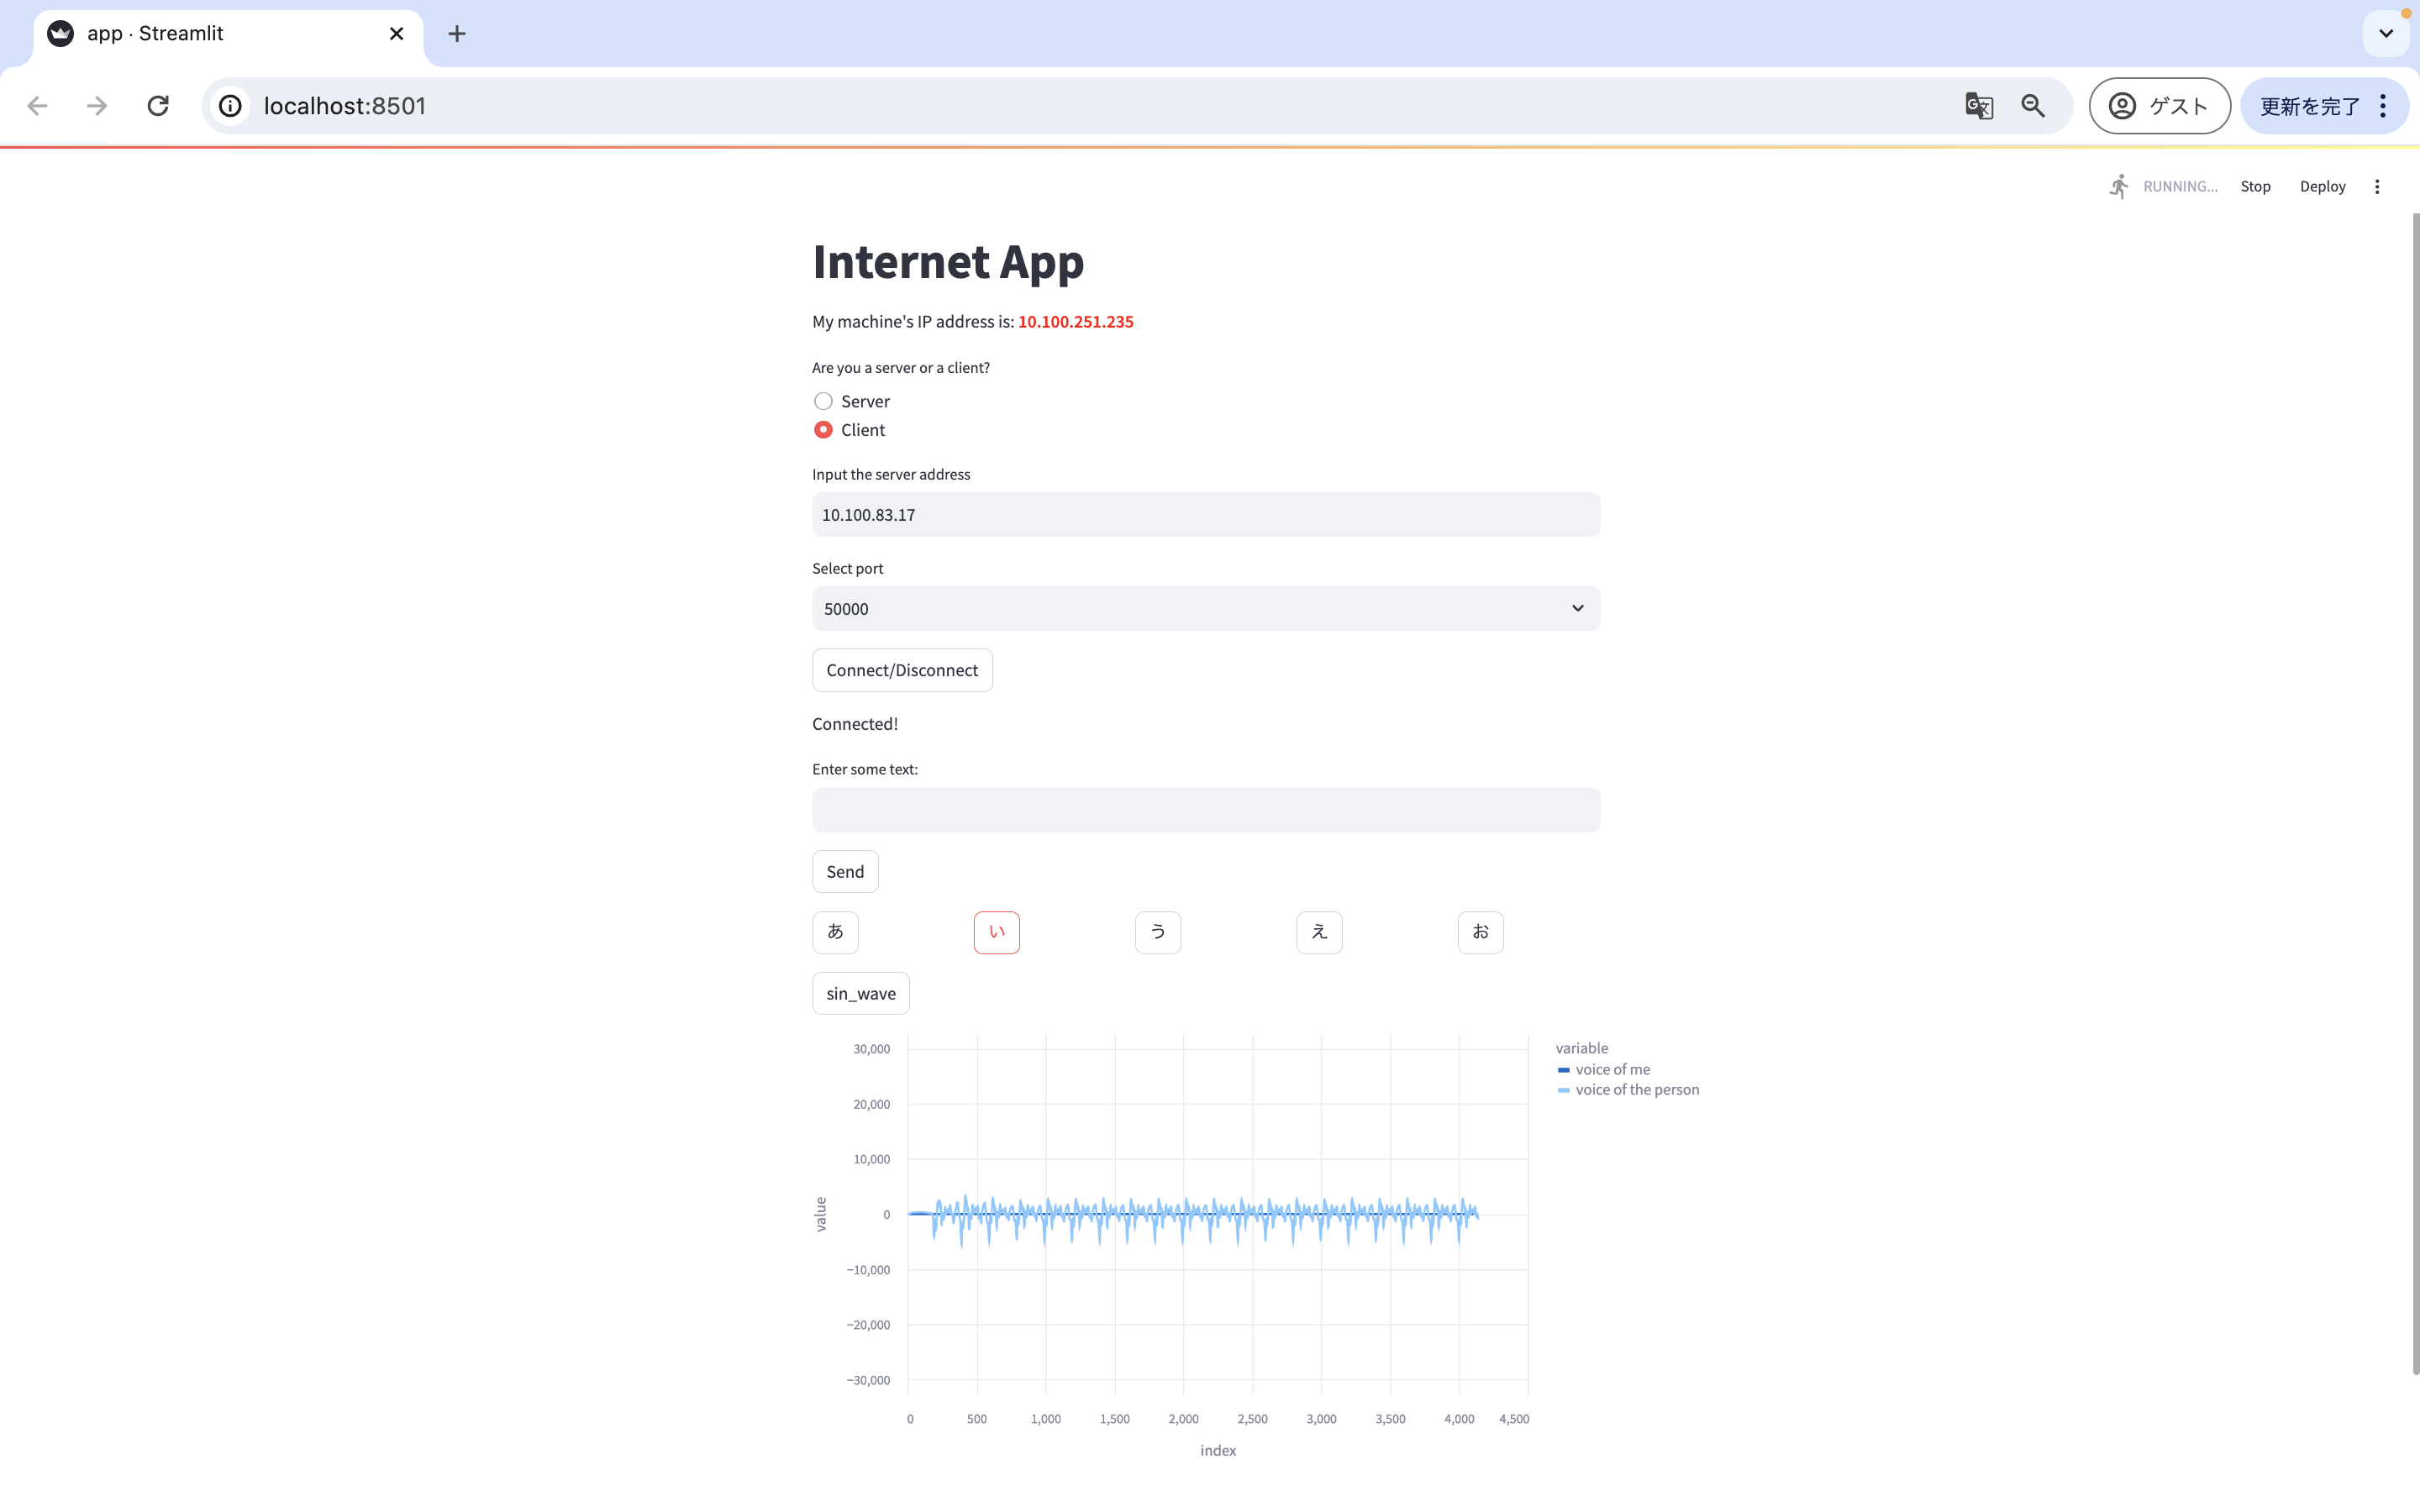 app · Streamlit
localhost:8501
ゲスト
更新を完了
RUNNING...
Stop
Deploy
Internet App
My machine's IP address is: 10.100.251.235
Are you a server or a client?
Server
Client
Input the server address
10.100.83.17
Select port
50000
Connect/Disconnect
Connected!
Enter some text:
Send
あ
い
う
え
お
sin_wave
30,000
20,000
10,000
0
−10,000
−20,000
−30,000
value
0
500
1,000
1,500
2,000
2,500
3,000
3,500
4,000
4,500
index
variable
voice of me
voice of the person